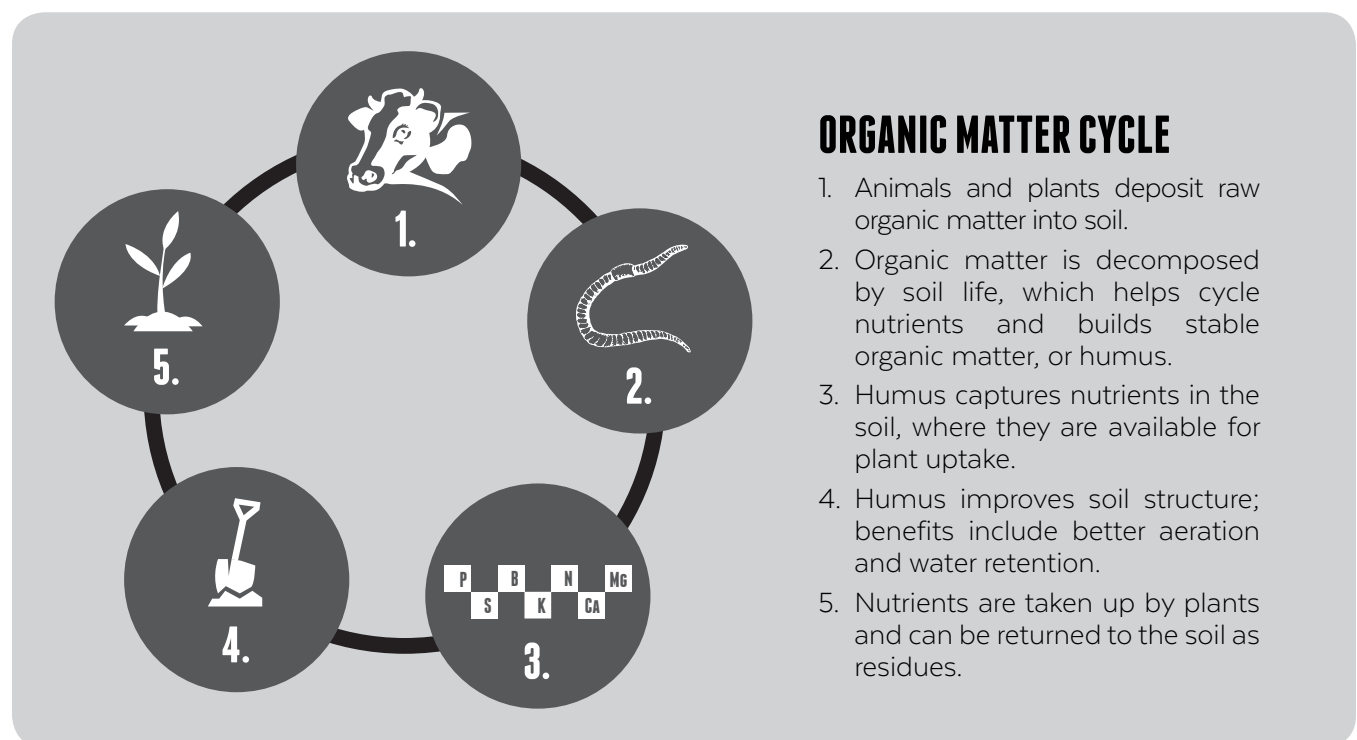 1.
2.
3.
4.
5.
P B N Mg
S K Ca
ORGANIC MATTER CYCLE
1. Animals and plants deposit raw
organic matter into soil.
2. Organic matter is decomposed
by soil life, which helps cycle
nutrients and builds stable
organic matter, or humus.
3. Humus captures nutrients in the
soil, where they are available for
plant uptake.
4. Humus improves soil structure;
benefits include better aeration
and water retention.
5. Nutrients are taken up by plants
and can be returned to the soil as
residues.